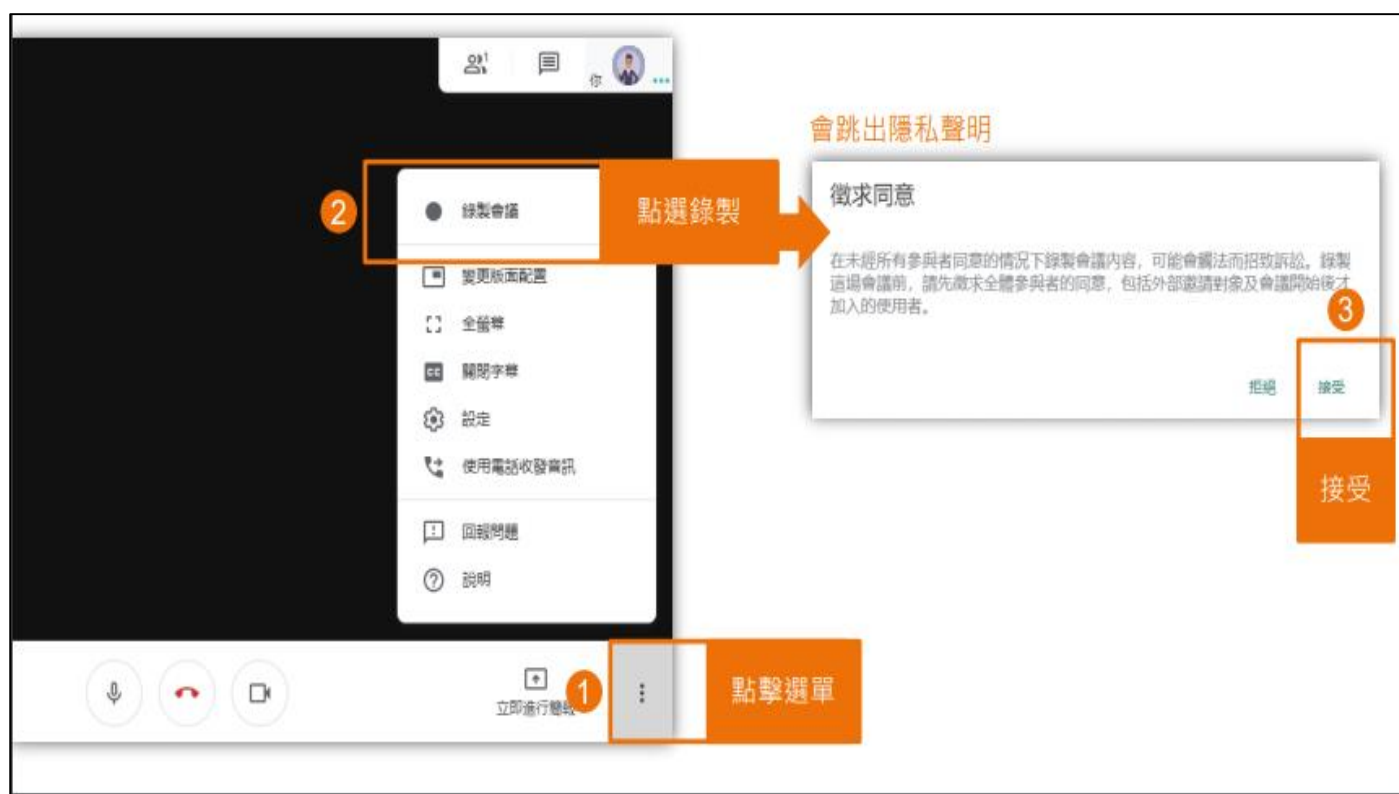 1
你
會跳出隱私聲明
2
錄製會議
點選錄製
徵求同意
變更版面配置
在未經所有參與者同意的情況下錄製會議內容，可能會觸法而招致訴訟。錄製
這場會議前，請先徵求全體參與者的同意，包括外部邀請對象及會議開始後才
加入的使用者。
3
全螢幕
關閉字幕
拒絕
接受
設定
使用電話收發音訊
接受
回報問題
說明
立即進行簡報
1
點擊選單